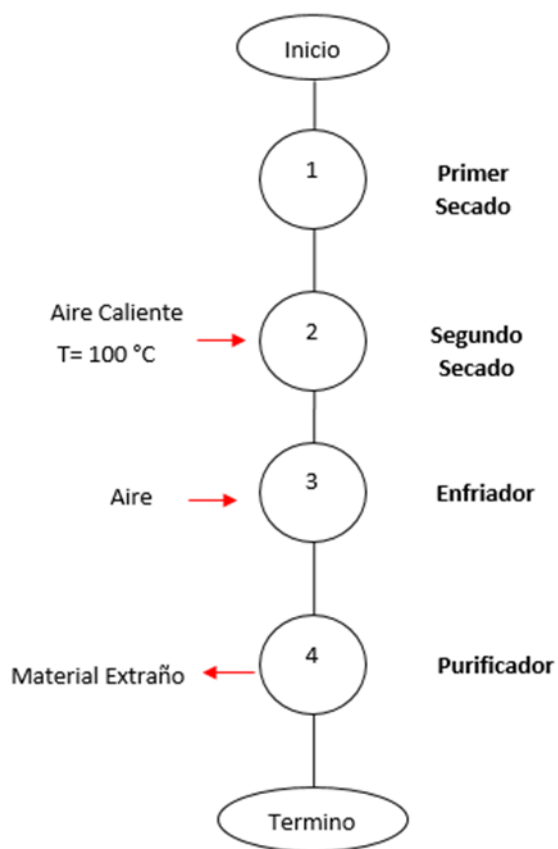 Inicio
1
Primer
Secado
Aire Caliente
T= 100 °C
2
Segundo
Secado
Aire
3
Enfriador
Material Extraño
4
Purificador
Termino